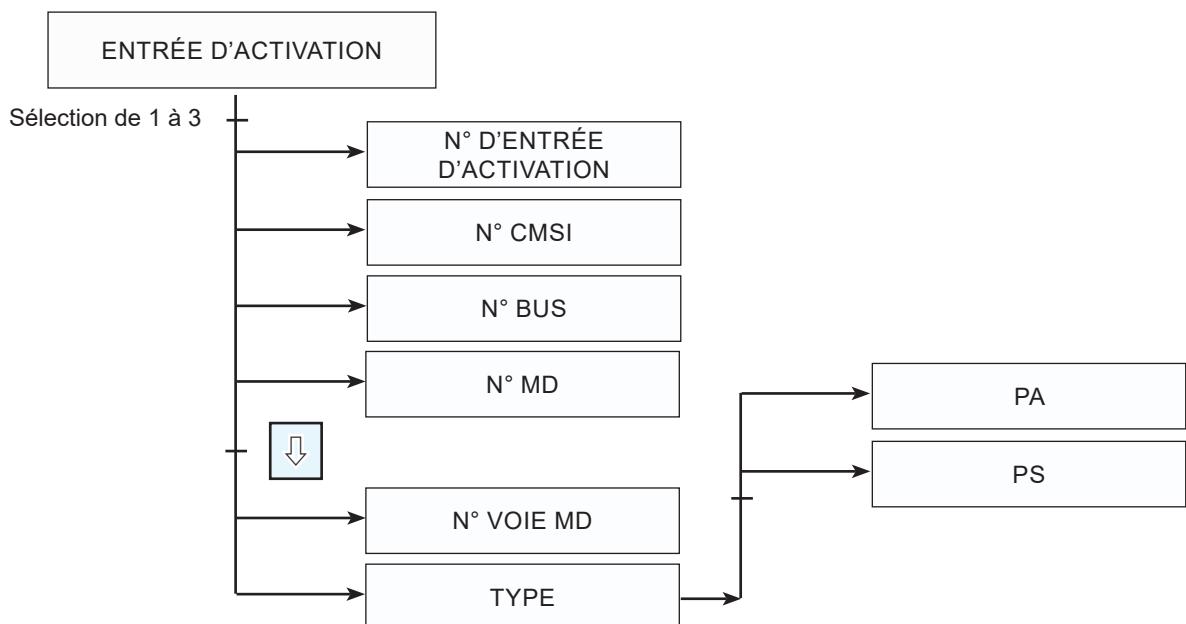 ENTRÉE D'ACTIVATION
Sélection de 1 à 3
N° D'ENTRÉE
D'ACTIVATION
N° CMSI
N° BUS
N° MD
PA
PS
N° VOIE MD
TYPE